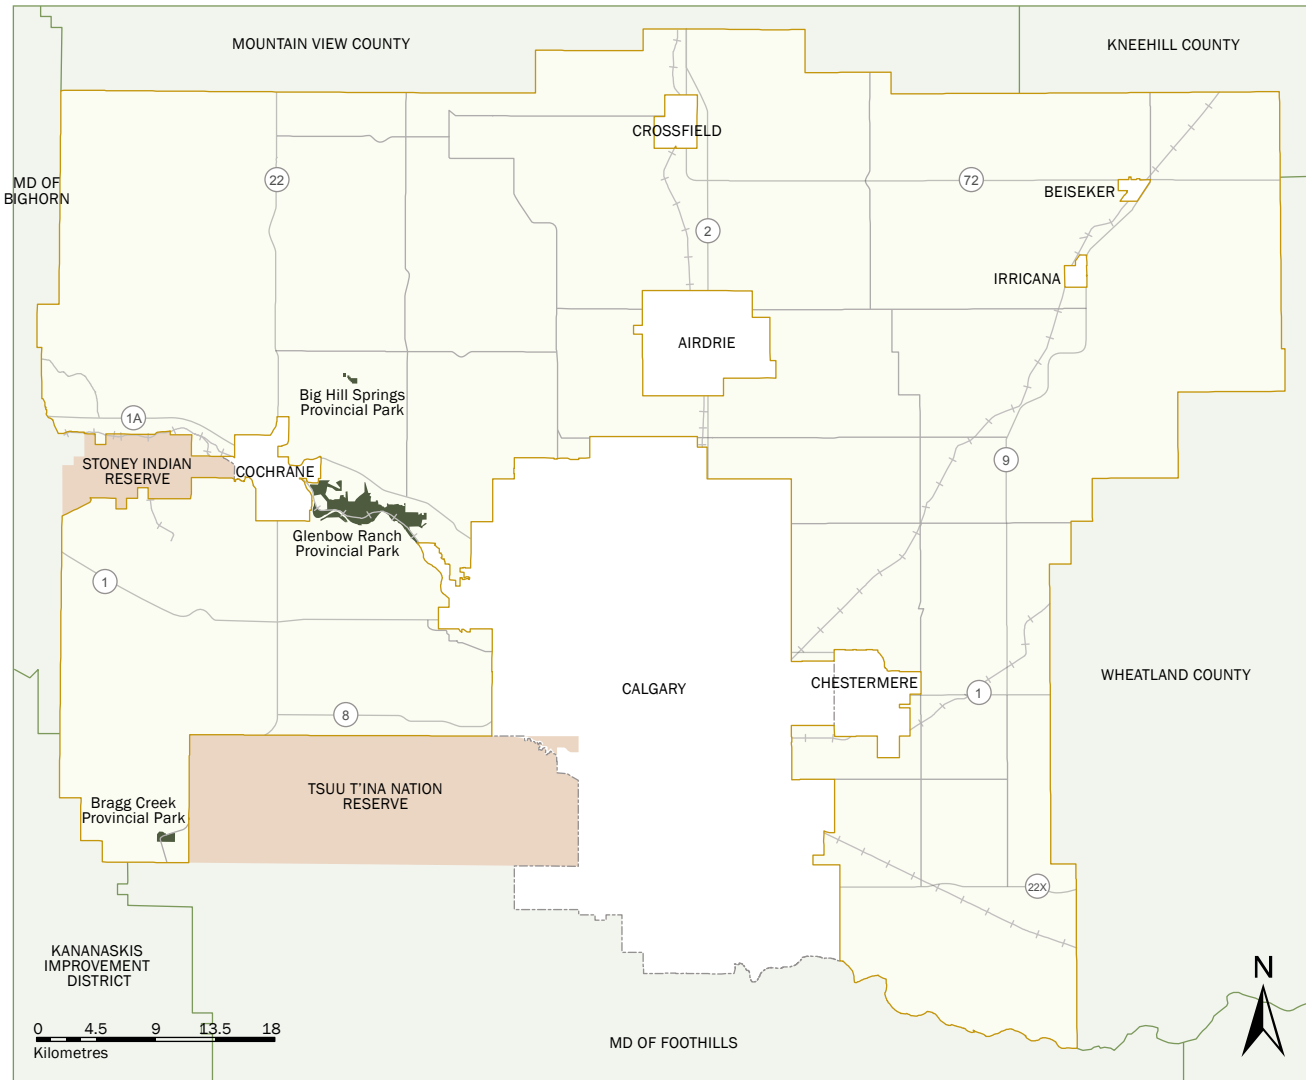 MOUNTAIN VIEW COUNTY
KNEEHILL COUNTY
CROSSFIELD
22
72
MD OF
BIGHORN
BEISEKER
2
IRRICANA
AIRDRIE
Big Hill Springs
Provincial Park
1A
STONEY INDIAN
RESERVE
COCHRANE
9
Glenbow Ranch
Provincial Park
1
CALGARY
CHESTERMERE
1
WHEATLAND COUNTY
8
TSUU T'INA NATION
RESERVE
Bragg Creek
Provincial Park
22X
KANANASKIS
IMPROVEMENT
DISTRICT
N
0 4.5 9 13.5 18
Kilometres
MD OF FOOTHILLS